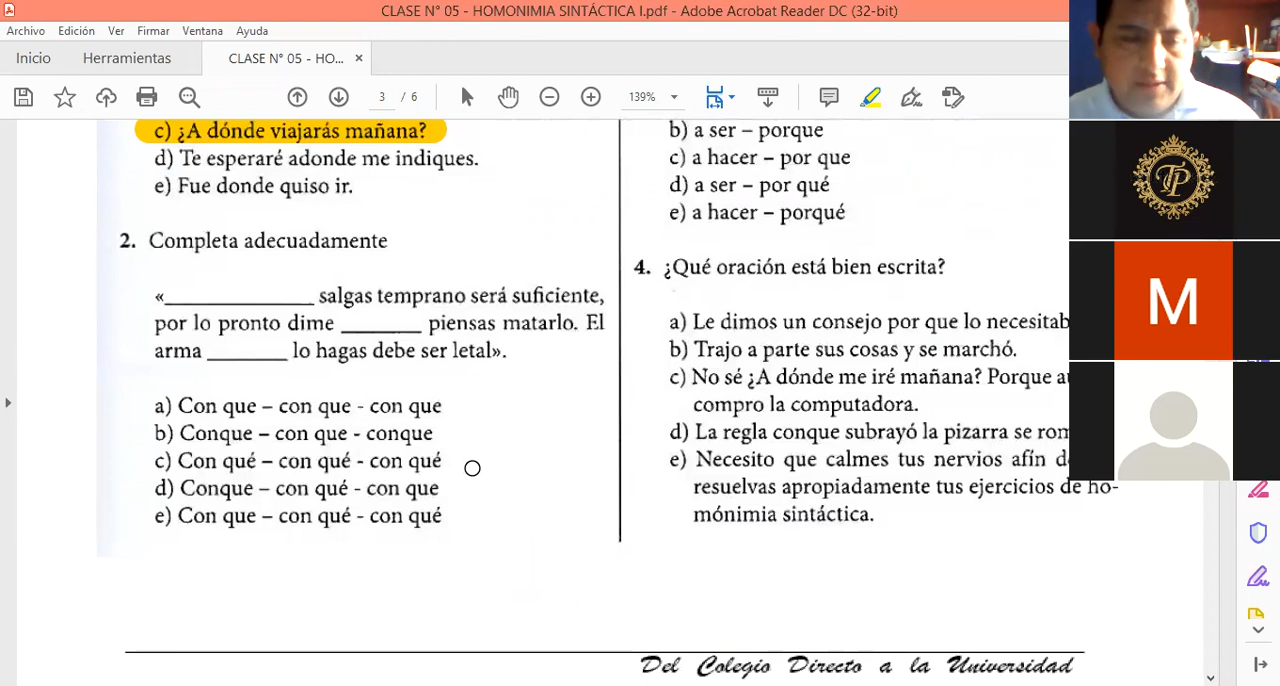 CLASE N° 05 - HOMONIMIA SINTÁCTICA I.pdf - Adobe Acrobat Reader DC (32-bit)
Archivo Edición Ver Firmar Ventana Ayuda
Inicio Herramientas CLASE N° 05 - HO... ×
3 / 6 139%
c) ¿A dónde viajarás mañana?
d) Te esperaré adonde me indiques.
e) Fue donde quiso ir.
2. Completa adecuadamente
«______________ salgas temprano será suficiente,
por lo pronto dime ________ piensas matarlo. El
arma ________ lo hagas debe ser letal».
a) Con que – con que - con que
b) Conque – con que - conque
c) Con qué – con qué - con qué
d) Conque – con qué - con que
e) Con que – con qué - con qué
b) a ser – porque
c) a hacer – por que
d) a ser – por qué
e) a hacer – porqué
4. ¿Qué oración está bien escrita?
a) Le dimos un consejo por que lo necesitab
b) Trajo a parte sus cosas y se marchó.
c) No sé ¿A dónde me iré mañana? Porque a
compro la computadora.
d) La regla conque subrayó la pizarra se rom
e) Necesito que calmes tus nervios afín d
resuelvas apropiadamente tus ejercicios de ho-
mónimia sintáctica.
Del Colegio Directo a la Universidad
TP
M